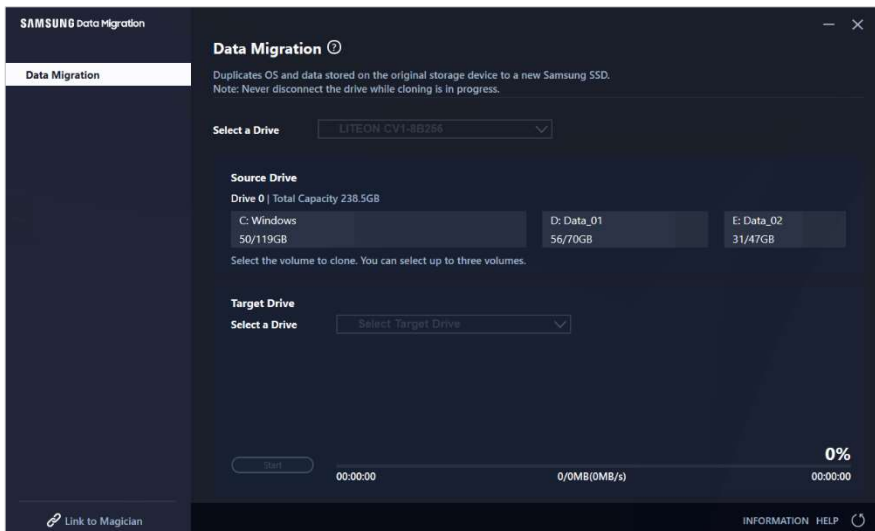 SAMSUNG Data Migration
Data Migration
Data Migration ?
Duplicates OS and data stored on the original storage device to a new Samsung SSD.
Note: Never disconnect the drive while cloning is in progress.
Select a Drive LITEON CV1-8B256
Source Drive
Drive 0 | Total Capacity 238.5GB
C: Windows D: Data_01 E: Data_02
50/119GB 56/70GB 31/47GB
Select the volume to clone. You can select up to three volumes.
Target Drive
Select a Drive Select Target Drive
0%
Start
00:00:00 0/0MB(0MB/s) 00:00:00
Link to Magician
INFORMATION HELP